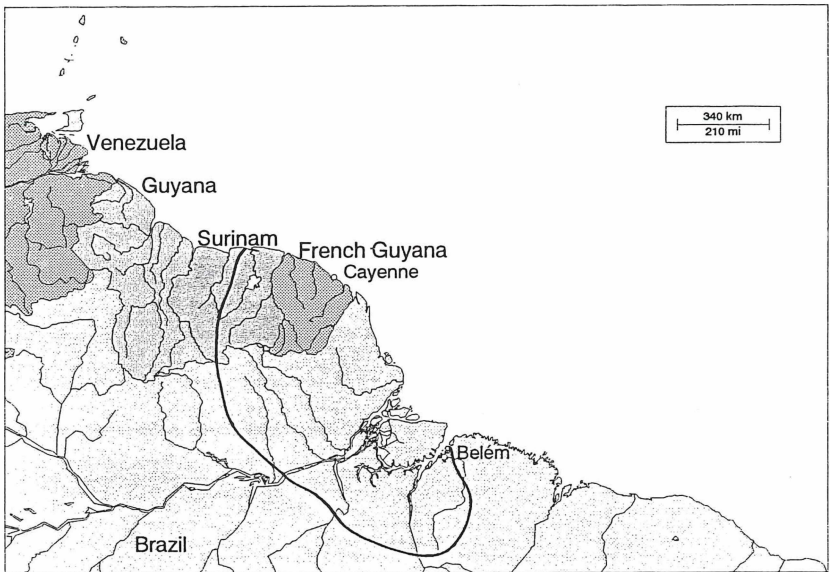 340 km
210 mi
Venezuela
Guyana
Surinam
French Guyana
Cayenne
Belém
Brazil